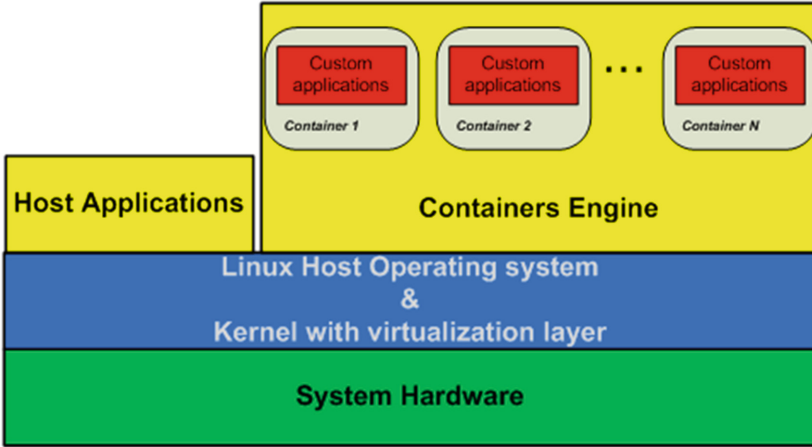 Custom
applications
Container 1
Custom
applications
Container 2
...
Custom
applications
Container N
Host Applications
Containers Engine
Linux Host Operating system
&
Kernel with virtualization layer
System Hardware